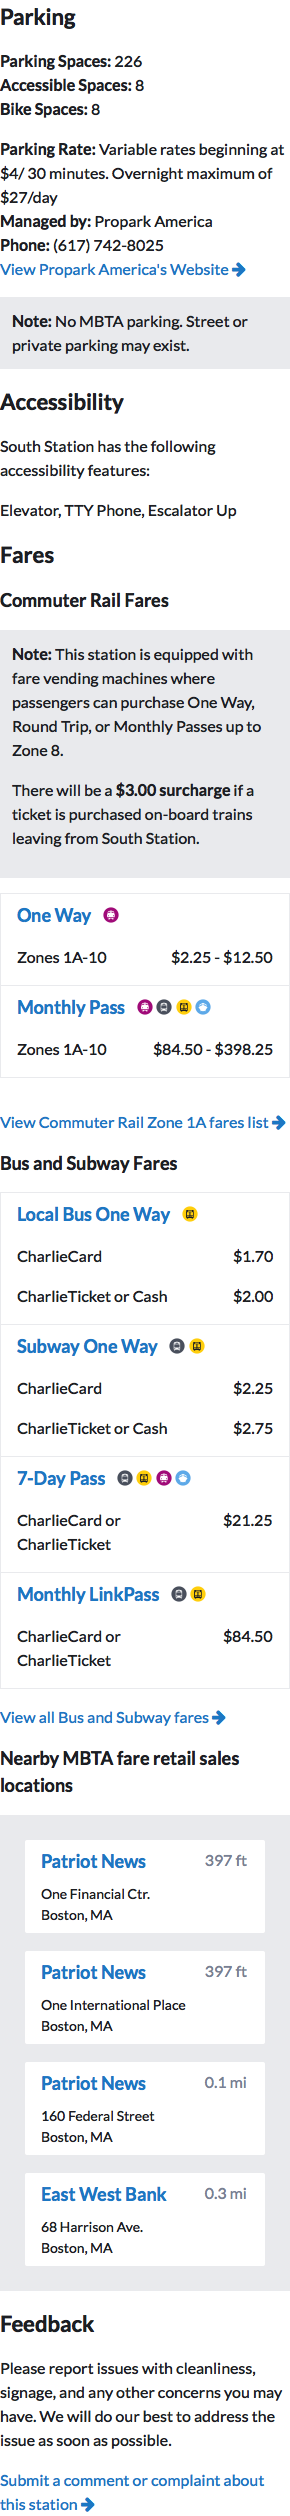 Parking
Parking Spaces: 226
Accessible Spaces: 8
Bike Spaces: 8
Parking Rate: Variable rates beginning at
$4/ 30 minutes. Overnight maximum of
$27/day
Managed by: Propark America
Phone: (617) 742-8025
View Propark America's Website
Note: No MBTA parking. Street or
private parking may exist.
Accessibility
South Station has the following
accessibility features:
Elevator, TTY Phone, Escalator Up
Fares
Commuter Rail Fares
Note: This station is equipped with
fare vending machines where
passengers can purchase One Way,
Round Trip, or Monthly Passes up to
Zone 8.
There will be a $3.00 surcharge if a
ticket is purchased on-board trains
leaving from South Station.
One Way
Zones 1A-10 $2.25 - $12.50
Monthly Pass
Zones 1A-10 $84.50 - $398.25
View Commuter Rail Zone 1A fares list
Bus and Subway Fares
Local Bus One Way
CharlieCard $1.70
CharlieTicket or Cash $2.00
Subway One Way
CharlieCard $2.25
CharlieTicket or Cash $2.75
7-Day Pass
CharlieCard or $21.25
CharlieTicket
Monthly LinkPass
CharlieCard or $84.50
CharlieTicket
View all Bus and Subway fares
Nearby MBTA fare retail sales
locations
Patriot News 397 ft
One Financial Ctr.
Boston, MA
Patriot News 397 ft
One International Place
Boston, MA
Patriot News 0.1 mi
160 Federal Street
Boston, MA
East West Bank 0.3 mi
68 Harrison Ave.
Boston, MA
Feedback
Please report issues with cleanliness,
signage, and any other concerns you may
have. We will do our best to address the
issue as soon as possible.
Submit a comment or complaint about
this station